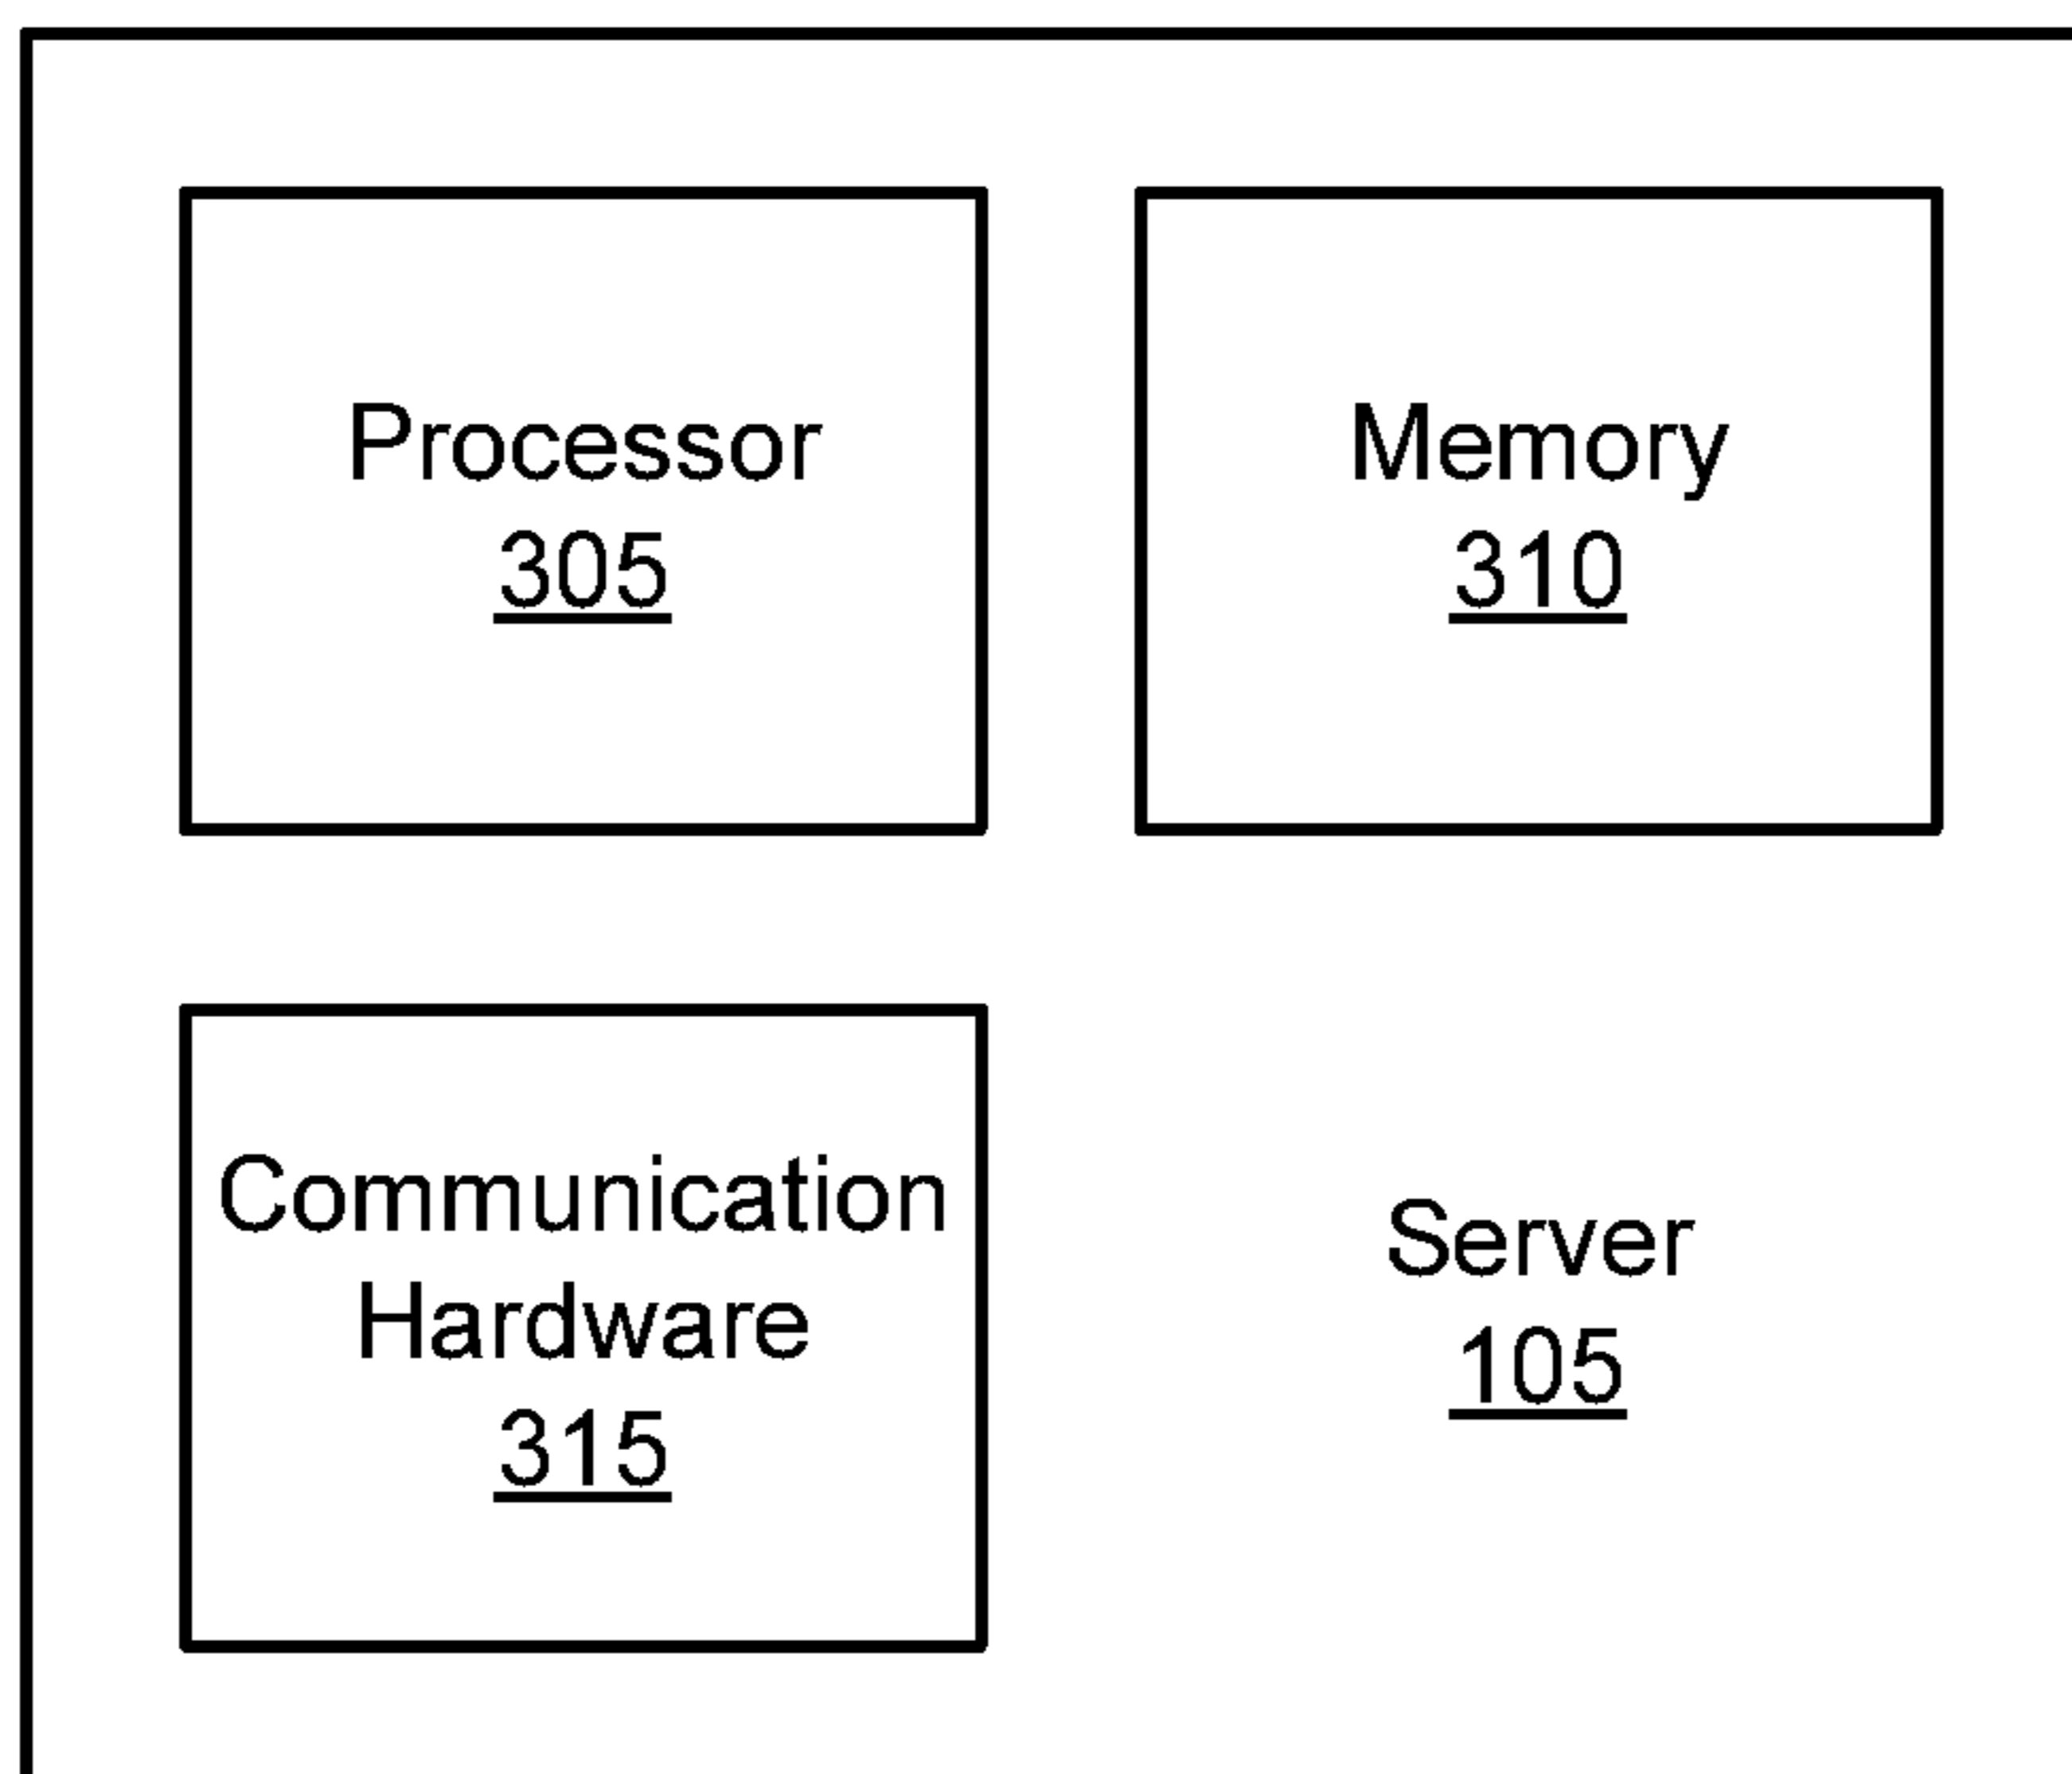 Processor
305
Memory
310
Communication
Hardware
315
Server
105